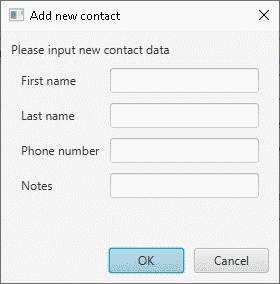 Add new contact
Please input new contact data
First name
Last name
Phone number
Notes
OK Cancel